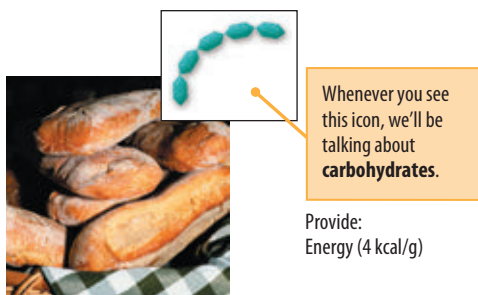 Whenever you see
this icon, we'll be
talking about
carbohydrates.
Provide:
Energy (4 kcal/g)